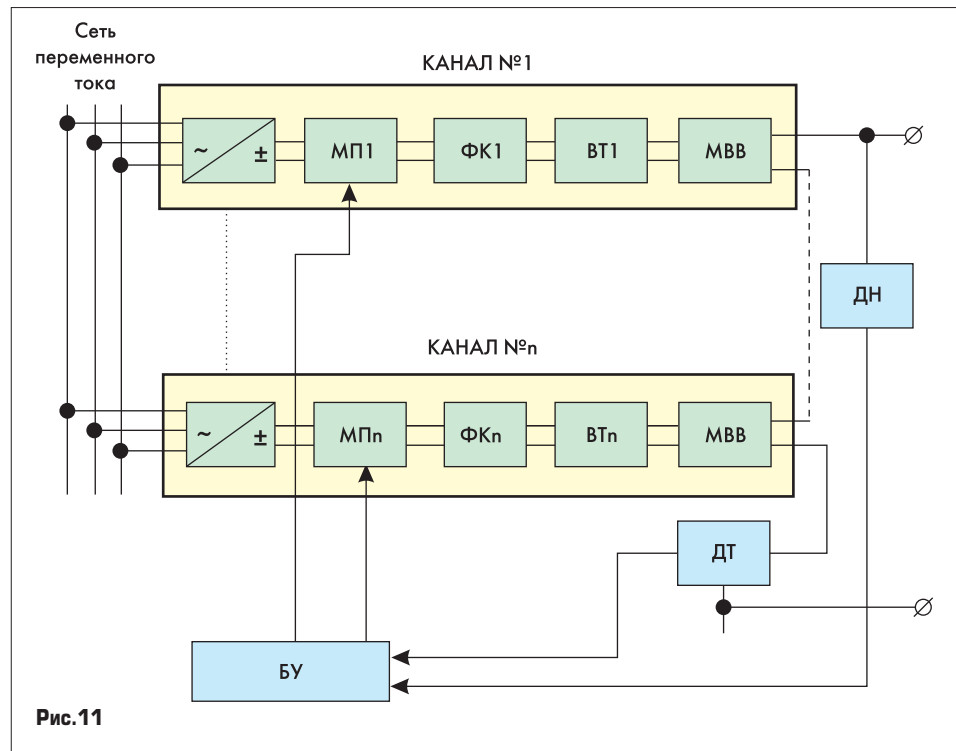 Сеть
переменного
тока
КАНАЛ №1
~ ± МП1 ФК1 ВТ1 МВВ
ДН
КАНАЛ №n
~ ± МПn ФКn ВТn МВВ
ДТ
БУ
Рис.11